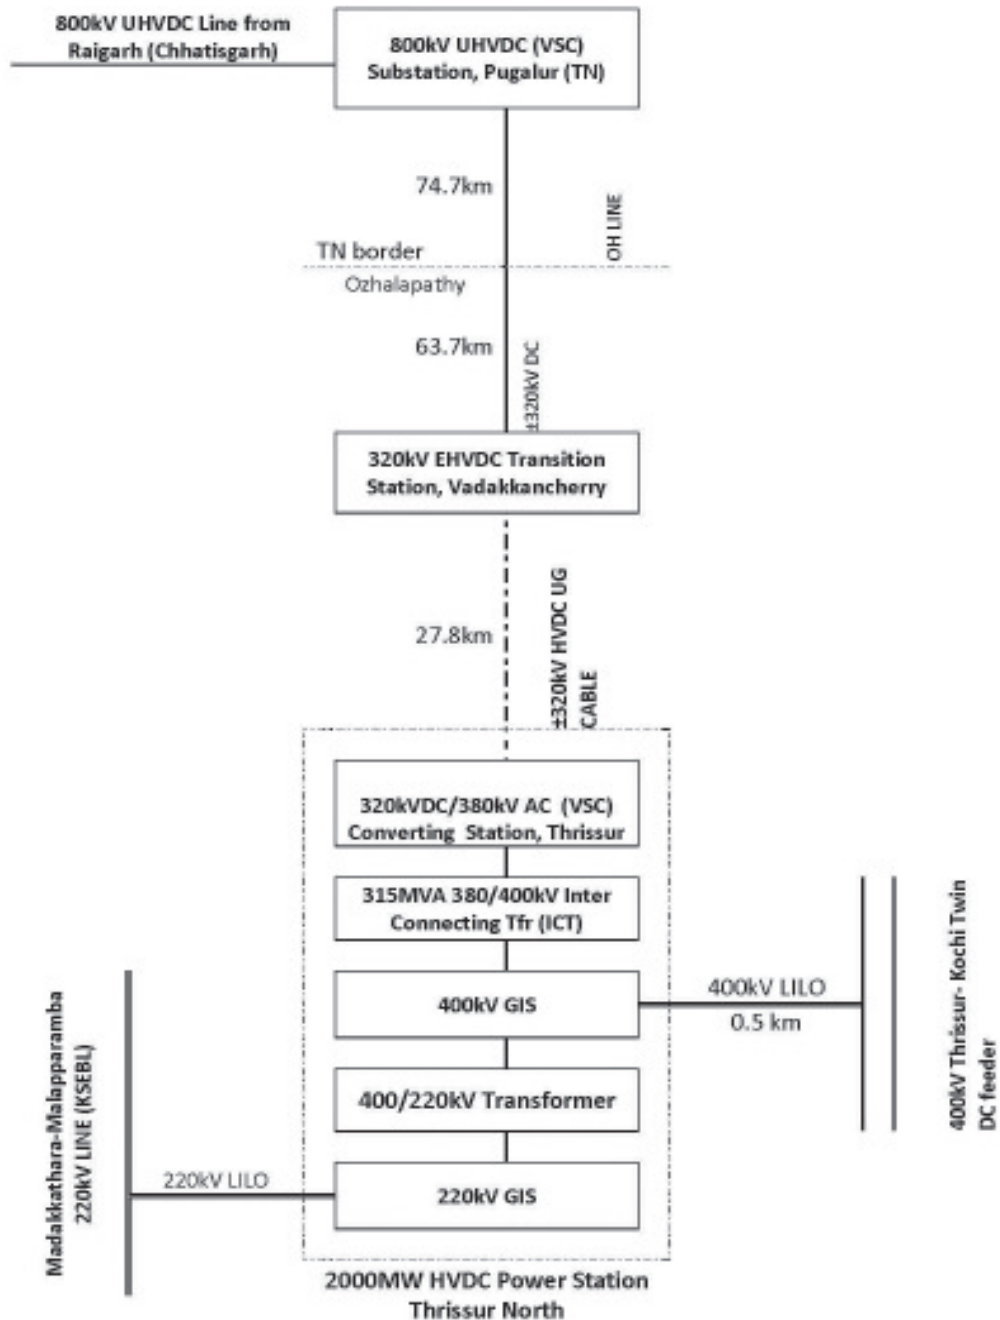 800kV UHVDC Line from
Raigarh (Chhatisgarh)
800kV UHVDC (VSC)
Substation, Pugalur (TN)
74.7km
OH LINE
TN border
Ozhalapathy
63.7km
±320kV DC
320kV EHVDC Transition
Station, Vadakkancherry
27.8km
±320kV HVDC UG
CABLE
320kVDC/380kV AC (VSC)
Converting Station, Thrissur
315MVA 380/400kV Inter
Connecting Tfr (ICT)
400kV GIS
400kV LILO
0.5 km
400kV Thrissur- Kochi Twin
DC feeder
400/220kV Transformer
Madakkathara-Malapparamba
220kV LINE (KSEBL)
220kV LILO
220kV GIS
2000MW HVDC Power Station
Thrissur North